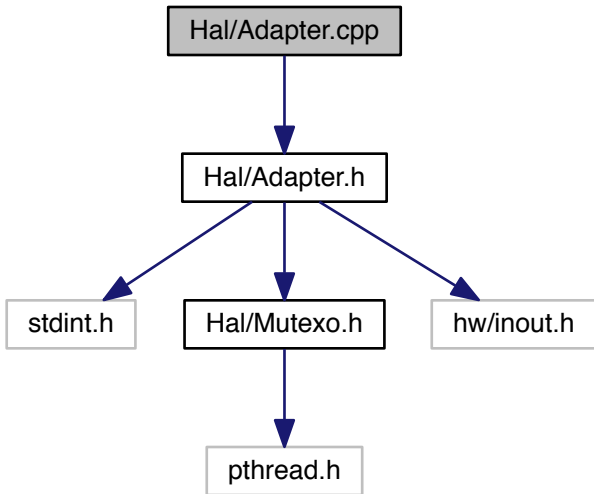 Hal/Adapter.cpp
Hal/Adapter.h
stdint.h
Hal/Mutexo.h
hw/inout.h
pthread.h